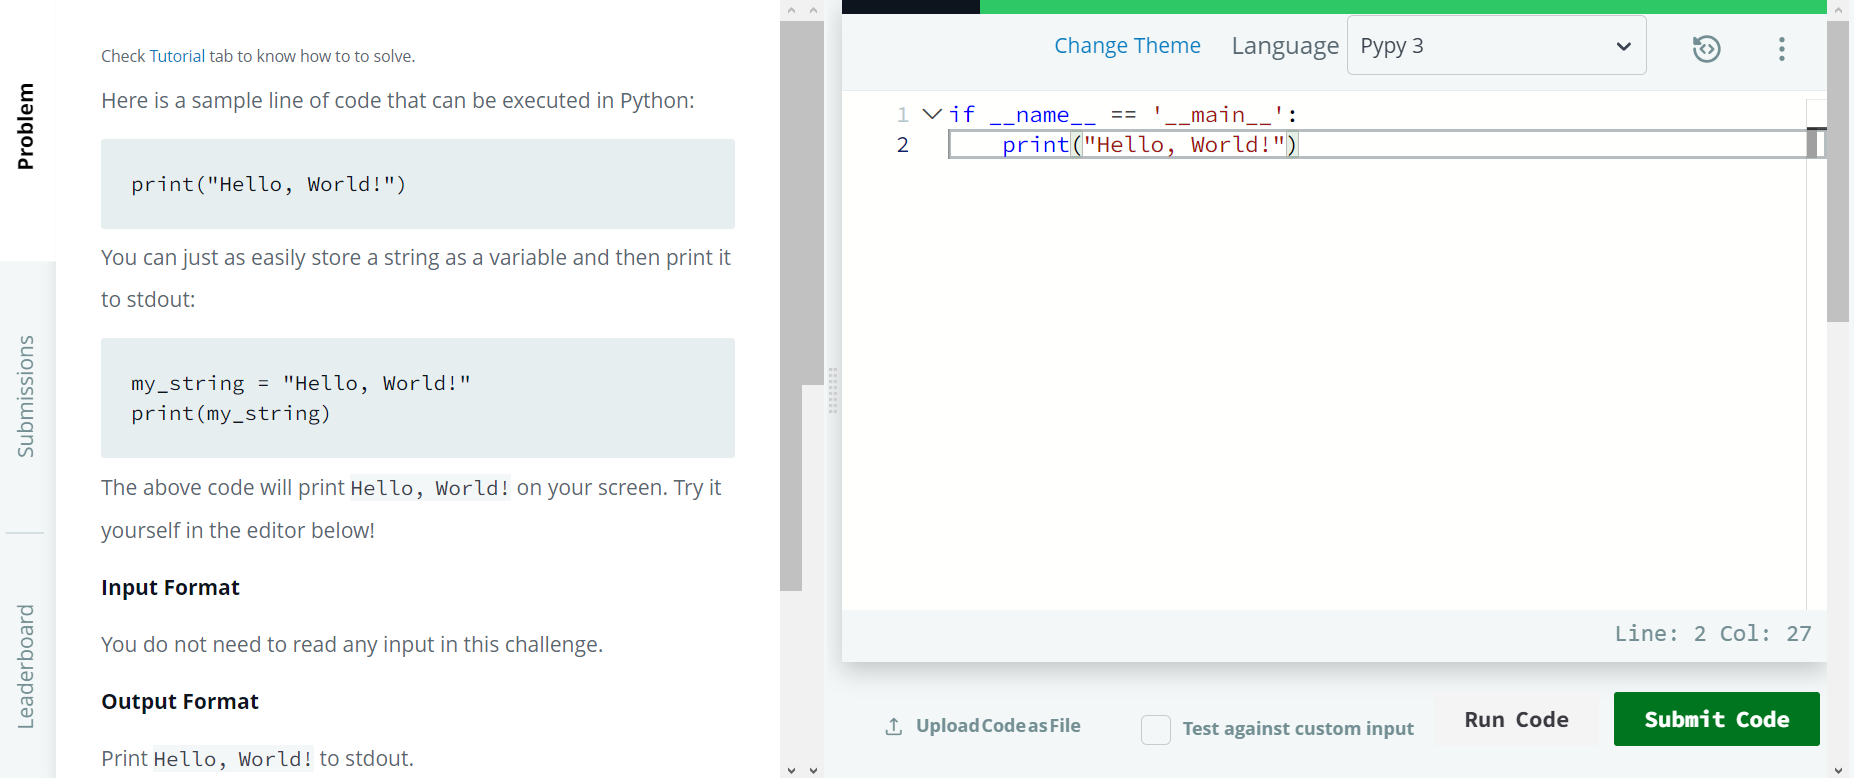 Problem
Submissions
Leaderboard
Check Tutorial tab to know how to to solve.
Here is a sample line of code that can be executed in Python:
print("Hello, World!")
You can just as easily store a string as a variable and then print it
to stdout:
my_string = "Hello, World!"
print(my_string)
The above code will print Hello, World! on your screen. Try it
yourself in the editor below!
Input Format
You do not need to read any input in this challenge.
Output Format
Print Hello, World! to stdout.
Change Theme Language Pypy 3
1 if __name__ == '__main__':
2 print("Hello, World!")
Line: 2 Col: 27
Upload Code as File Test against custom input Run Code Submit Code